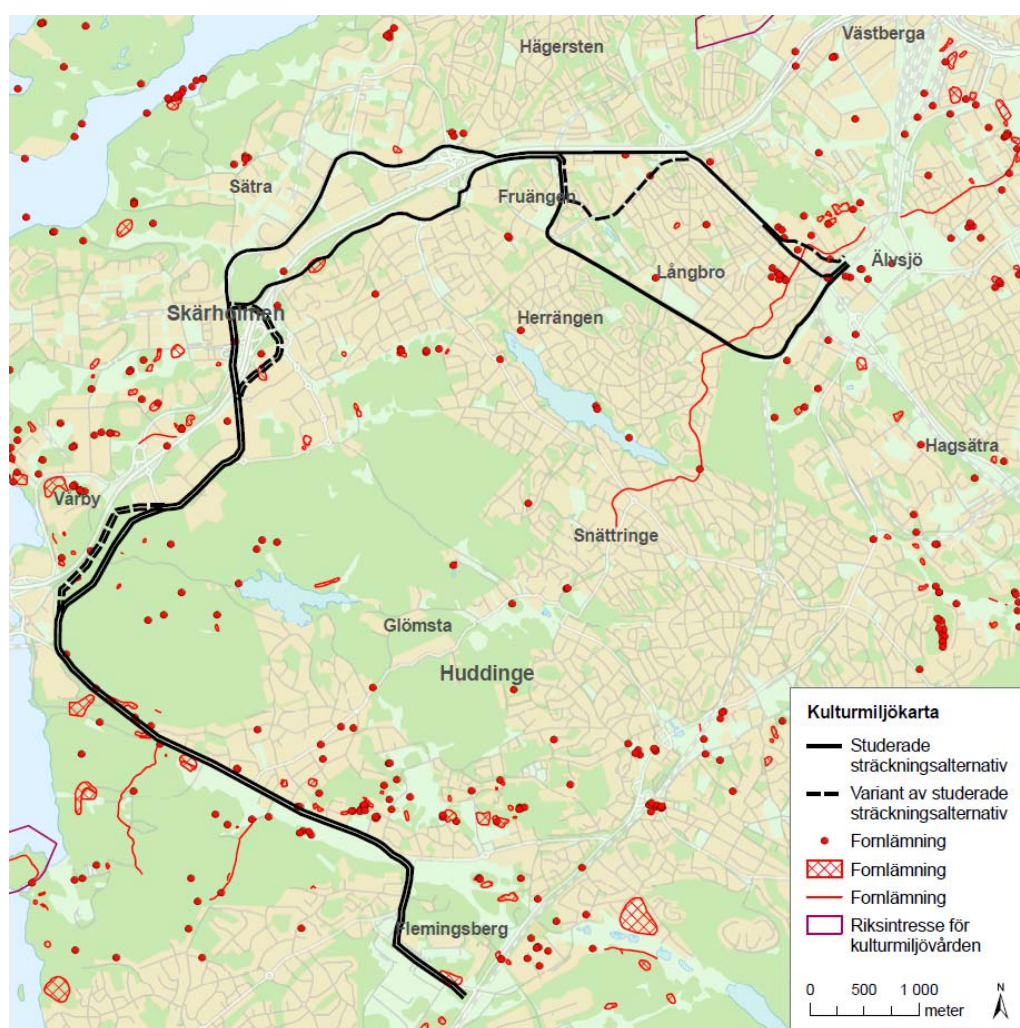 Hägersten
Västberga
Sätra
Fruängen
Långbro
Älvsjö
Skärholmen
Herrängen
Hagsätra
Vårby
Snättringe
Glömsta
Huddinge
Flemingsberg
Kulturmiljökarta
Studerade
sträckningsalternativ
Variant av studerade
sträckningsalternativ
Fornlämning
Fornlämning
Fornlämning
Riksintresse för
kulturmiljövården
0 500 1 000
meter
N